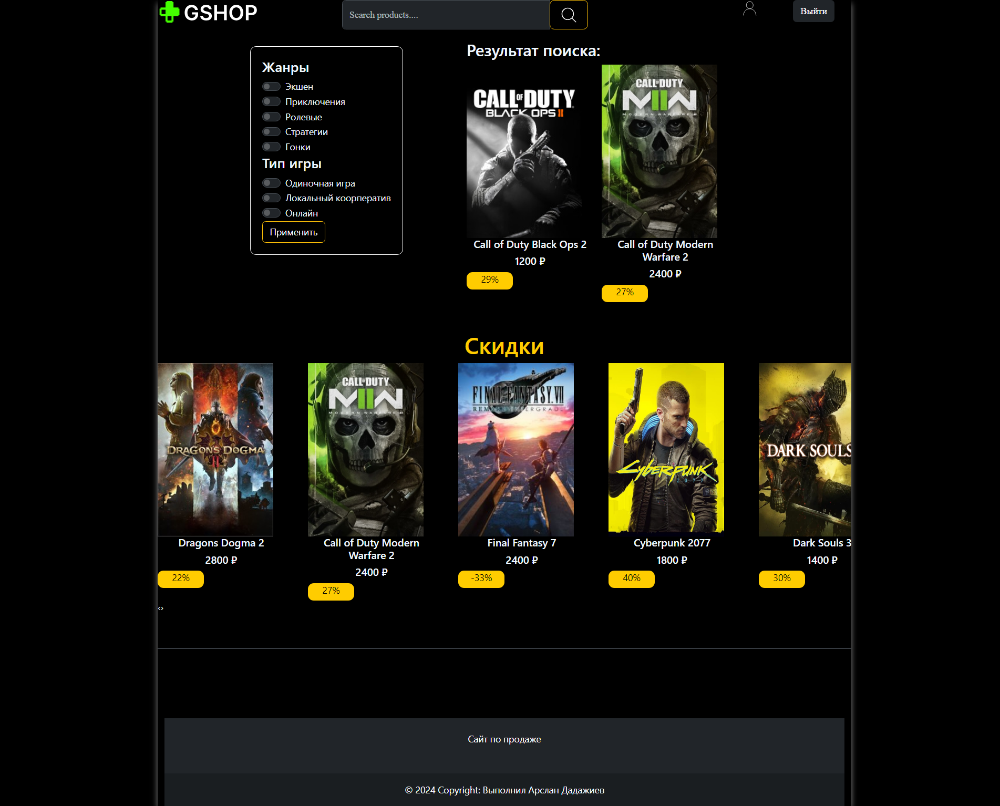 GSHOP
Search products....
Выйти
Жанры
Экшен
Приключения
Ролевые
Стратегии
Гонки
Тип игры
Одиночная игра
Локальный коорператив
Онлайн
Применить
Результат поиска:
CALL OF DUTY
BLACK OPS II
Call of Duty Black Ops 2
1200 ₽
29%
CALL OF DUTY
MWII
MODERN WARFARE II
Call of Duty Modern
Warfare 2
2400 ₽
27%
Скидки
DRAGON'S DOGMA
II
Dragons Dogma 2
2800 ₽
22%
CALL OF DUTY
MWII
MODERN WARFARE II
Call of Duty Modern
Warfare 2
2400 ₽
27%
FINAL FANTASY VII
REMAKE INTERGRADE
Final Fantasy 7
2400 ₽
-33%
Cyberpunk
2077
Cyberpunk 2077
1800 ₽
40%
DARK SOULS
Dark Souls 3
1400 ₽
30%
‹›
Сайт по продаже
© 2024 Copyright: Выполнил Арслан Дадажиев